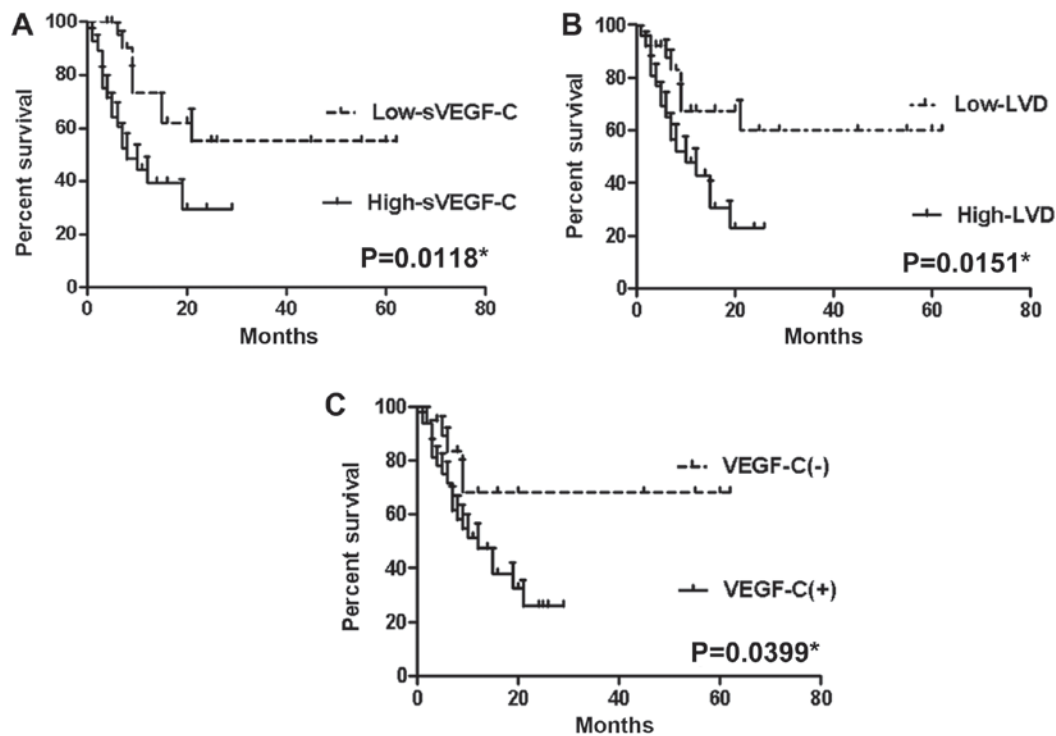 A
Percent survival
100
80
60
40
20
0
0 20 40 60 80
Months
Low-sVEGF-C
High-sVEGF-C
P=0.0118*
B
Percent survival
100
80
60
40
20
0
0 20 40 60 80
Months
Low-LVD
High-LVD
P=0.0151*
C
Percent survival
100
80
60
40
20
0
0 20 40 60 80
Months
VEGF-C(-)
VEGF-C(+)
P=0.0399*